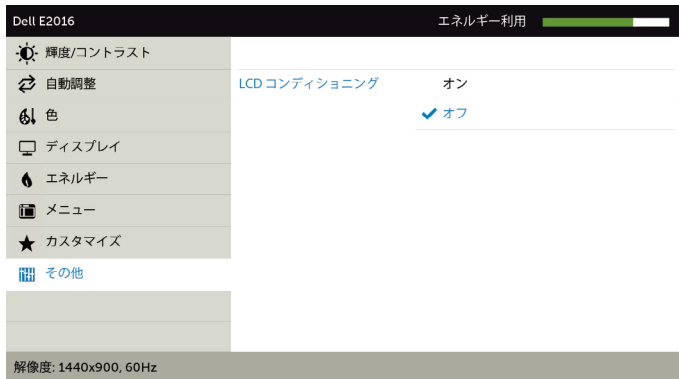 Dell E2016 エネルギー利用
輝度/コントラスト
自動調整 LCD コンディショニング オン
色 オフ
ディスプレイ
エネルギー
メニュー
カスタマイズ
その他
解像度: 1440x900, 60Hz